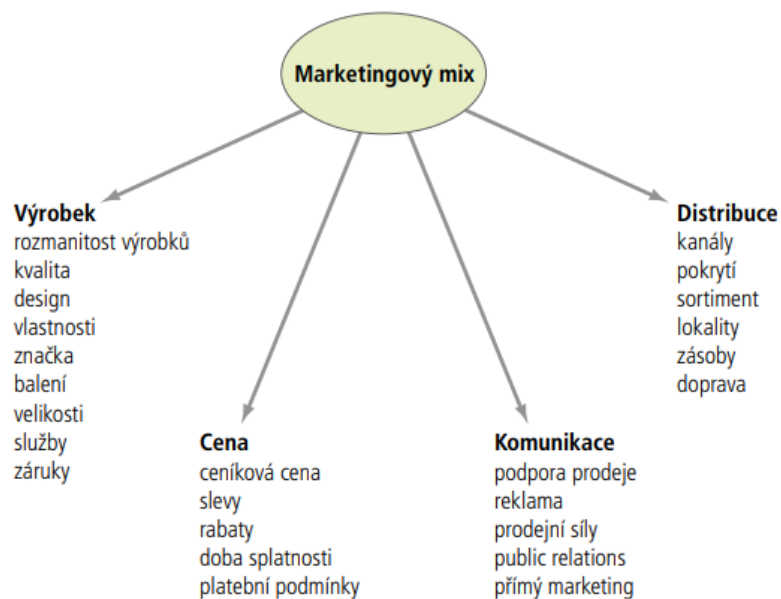 Marketingový mix
Výrobek
rozmanitost výrobků
kvalita
design
vlastnosti
značka
balení
velikosti
služby
záruky
Cena
ceníková cena
slevy
rabaty
doba splatnosti
platební podmínky
Komunikace
podpora prodeje
reklama
prodejní síly
public relations
přímý marketing
Distribuce
kanály
pokrytí
sortiment
lokality
zásoby
doprava